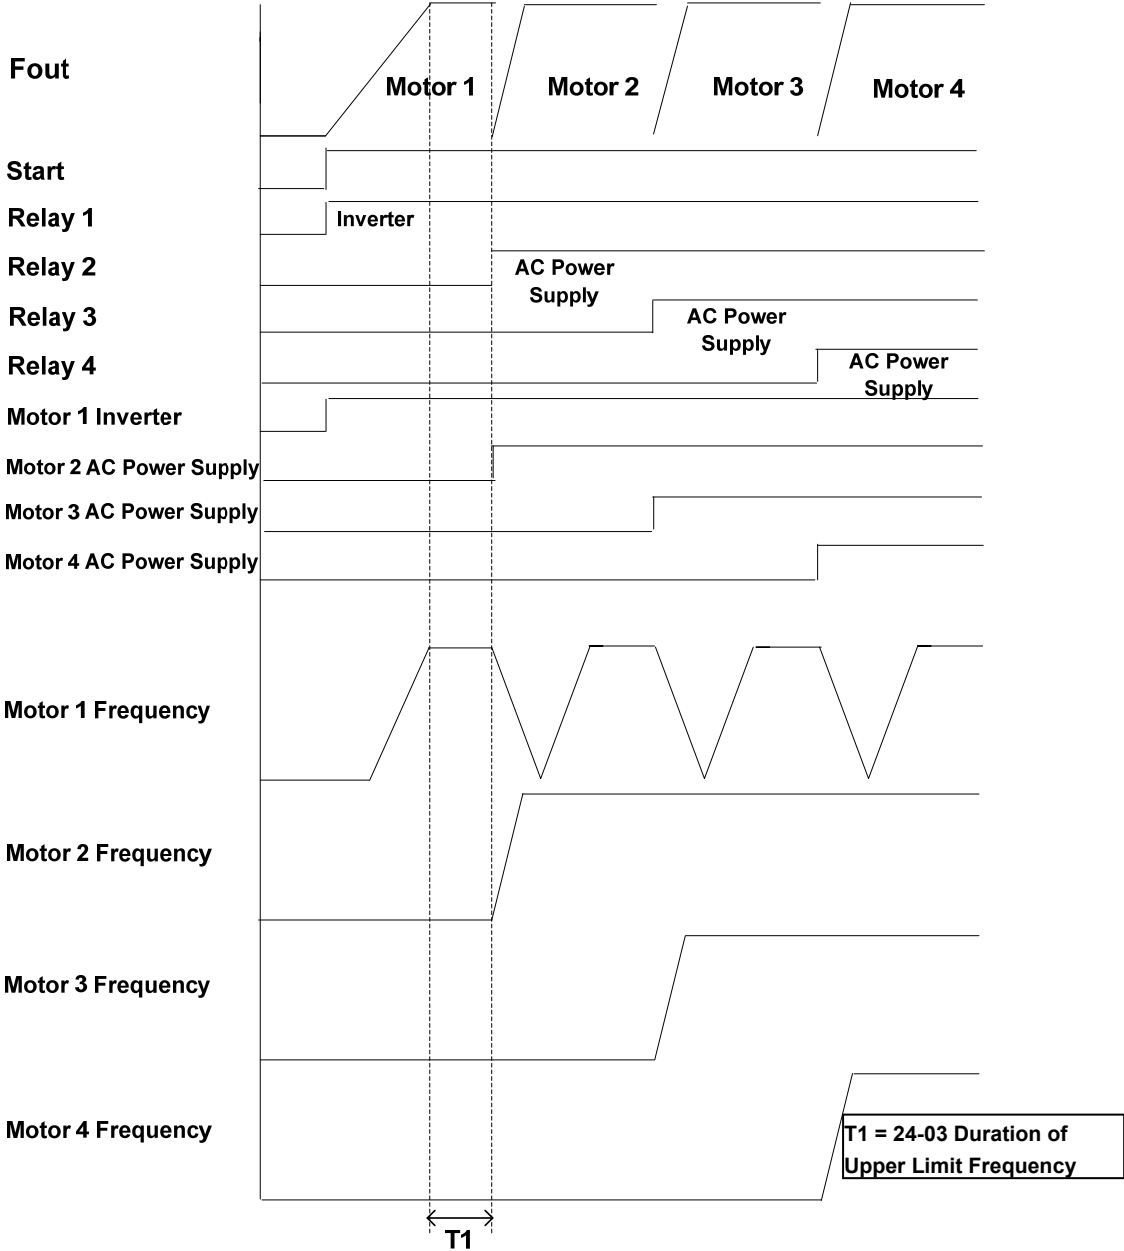 Fout
Motor 1
Motor 2
Motor 3
Motor 4
Start
Relay 1
Inverter
Relay 2
AC Power
Supply
Relay 3
AC Power
Supply
Relay 4
AC Power
Supply
Motor 1 Inverter
Motor 2 AC Power Supply
Motor 3 AC Power Supply
Motor 4 AC Power Supply
Motor 1 Frequency
Motor 2 Frequency
Motor 3 Frequency
Motor 4 Frequency
T1 = 24-03 Duration of
Upper Limit Frequency
T1